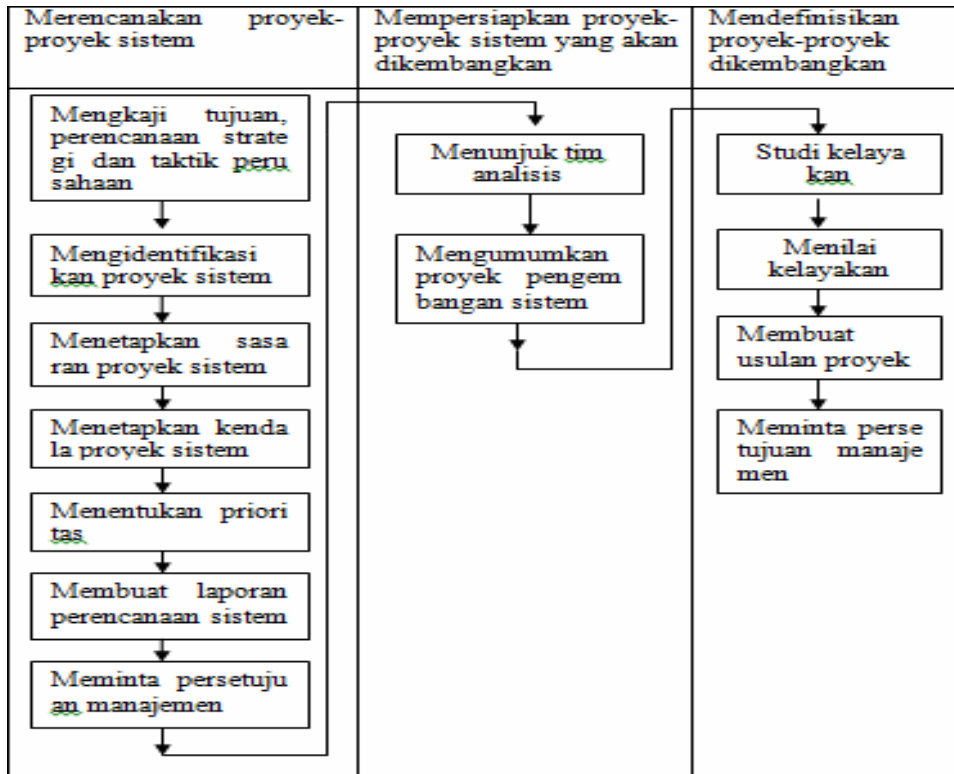 Merencanakan proyek-
proyek sistem
Mempersiapkan proyek-
proyek sistem yang akan
dikembangkan
Mendefinisikan
proyek-proyek
dikembangkan
Mengkaji tujuan,
perencanaan strate
gi dan taktik peru
sahaan
Mengidentifikasi
kan proyek sistem
Menetapkan sasa
ran proyek sistem
Menetapkan kenda
la proyek sistem
Menentukan priori
tas
Membuat laporan
perencanaan sistem
Meminta persetuju
an manajemen
Menunjuk tim
analisis
Mengumumkan
proyek pengem
bangan sistem
Studi kelaya
kan
Menilai
kelayakan
Membuat
usulan proyek
Meminta perse
tujuan manaje
men